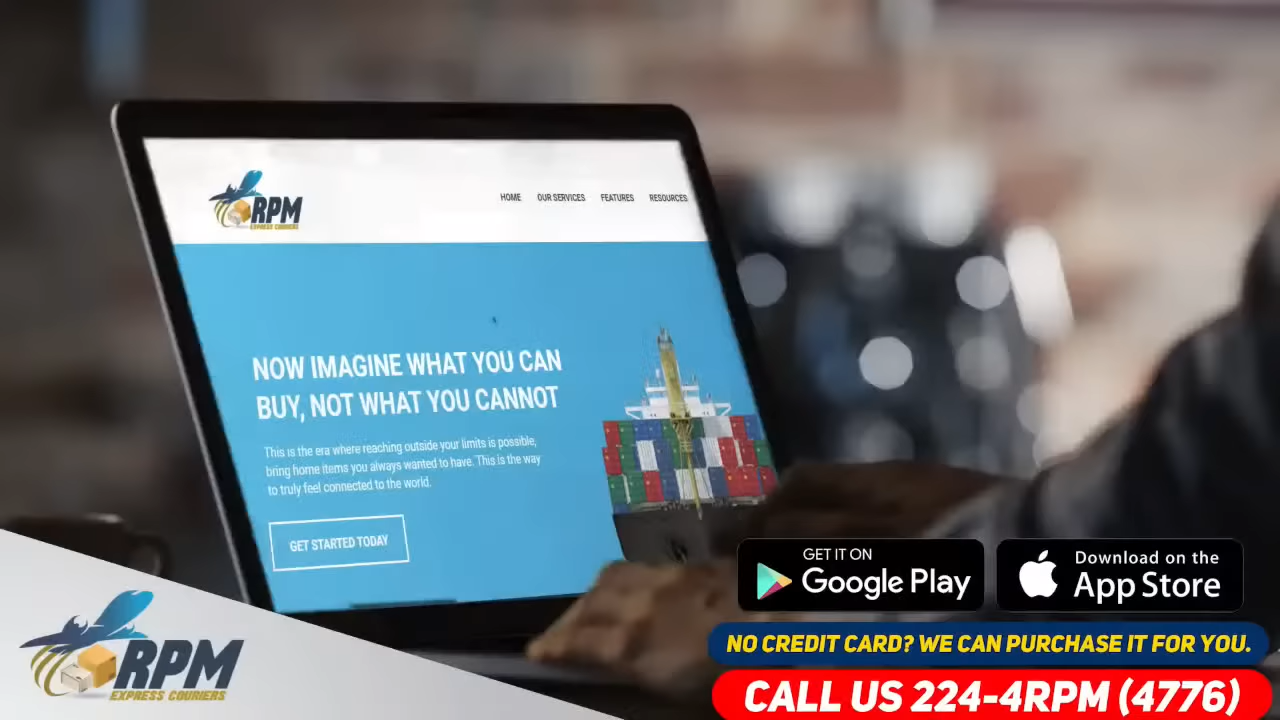 RPM
EXPRESS COURIERS
HOME OUR SERVICES FEATURES RESOURCES
NOW IMAGINE WHAT YOU CAN
BUY, NOT WHAT YOU CANNOT
This is the era where reaching outside your limits is possible,
bring home items you always wanted to have. This is the way
to truly feel connected to the world.
GET STARTED TODAY
RPM
EXPRESS COURIERS
GET IT ON
Google Play
Download on the
App Store
NO CREDIT CARD? WE CAN PURCHASE IT FOR YOU.
CALL US 224-4RPM (4776)